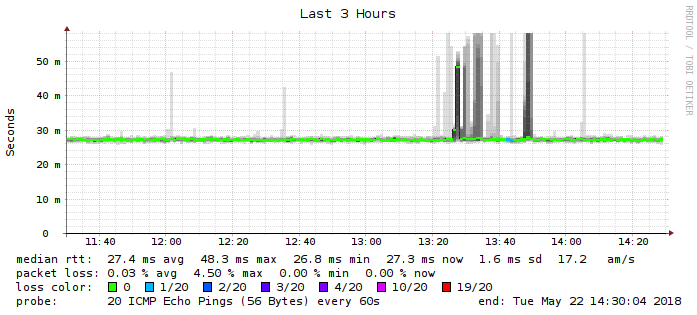 Last 3 Hours
RRDTOOL / TOBI OETIKER
Seconds
50 m
40 m
30 m
20 m
10 m
0
11:40 12:00 12:20 12:40 13:00 13:20 13:40 14:00 14:20
median rtt: 27.4 ms avg 48.3 ms max 26.8 ms min 27.3 ms now 1.6 ms sd 17.2 am/s
packet loss: 0.03 % avg 4.50 % max 0.00 % min 0.00 % now
loss color: 0 1/20 2/20 3/20 4/20 10/20 19/20
probe: 20 ICMP Echo Pings (56 Bytes) every 60s end: Tue May 22 14:30:04 2018